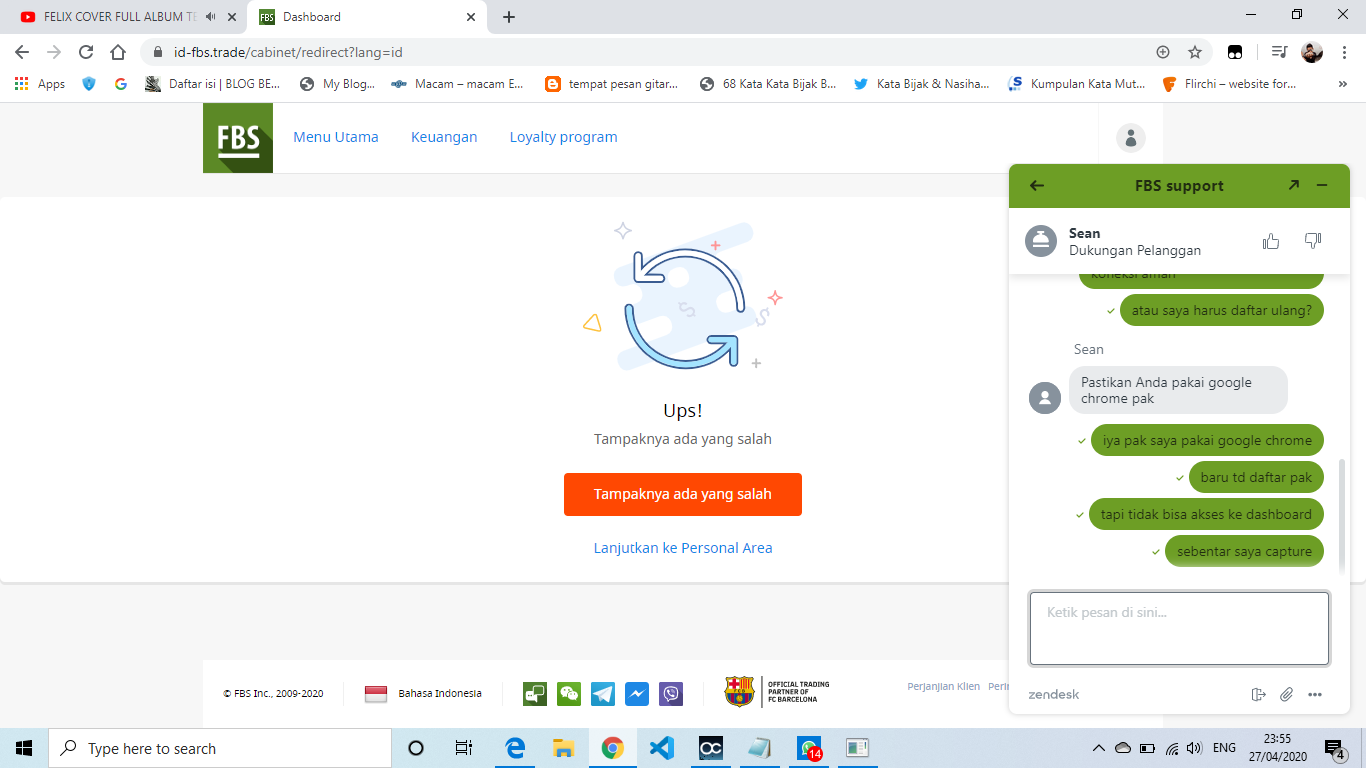 FELIX COVER FULL ALBUM TE
Dashboard
id-fbs.trade/cabinet/redirect?lang=id
Apps
Daftar isi | BLOG BE...
My Blog...
Macam – macam E...
tempat pesan gitar...
68 Kata Kata Bijak B...
Kata Bijak & Nasiha...
Kumpulan Kata Mut...
Flirchi – website for...
FBS
Menu Utama
Keuangan
Loyalty program
Ups!
Tampaknya ada yang salah
Tampaknya ada yang salah
Lanjutkan ke Personal Area
FBS support
Sean
Dukungan Pelanggan
koneksi aman
atau saya harus daftar ulang?
Sean
Pastikan Anda pakai google
chrome pak
iya pak saya pakai google chrome
baru td daftar pak
tapi tidak bisa akses ke dashboard
sebentar saya capture
Ketik pesan di sini...
zendesk
© FBS Inc., 2009-2020
Bahasa Indonesia
OFFICIAL TRADING
PARTNER OF
FC BARCELONA
Perjanjian Klien
Type here to search
14
ENG
23:55
27/04/2020
4